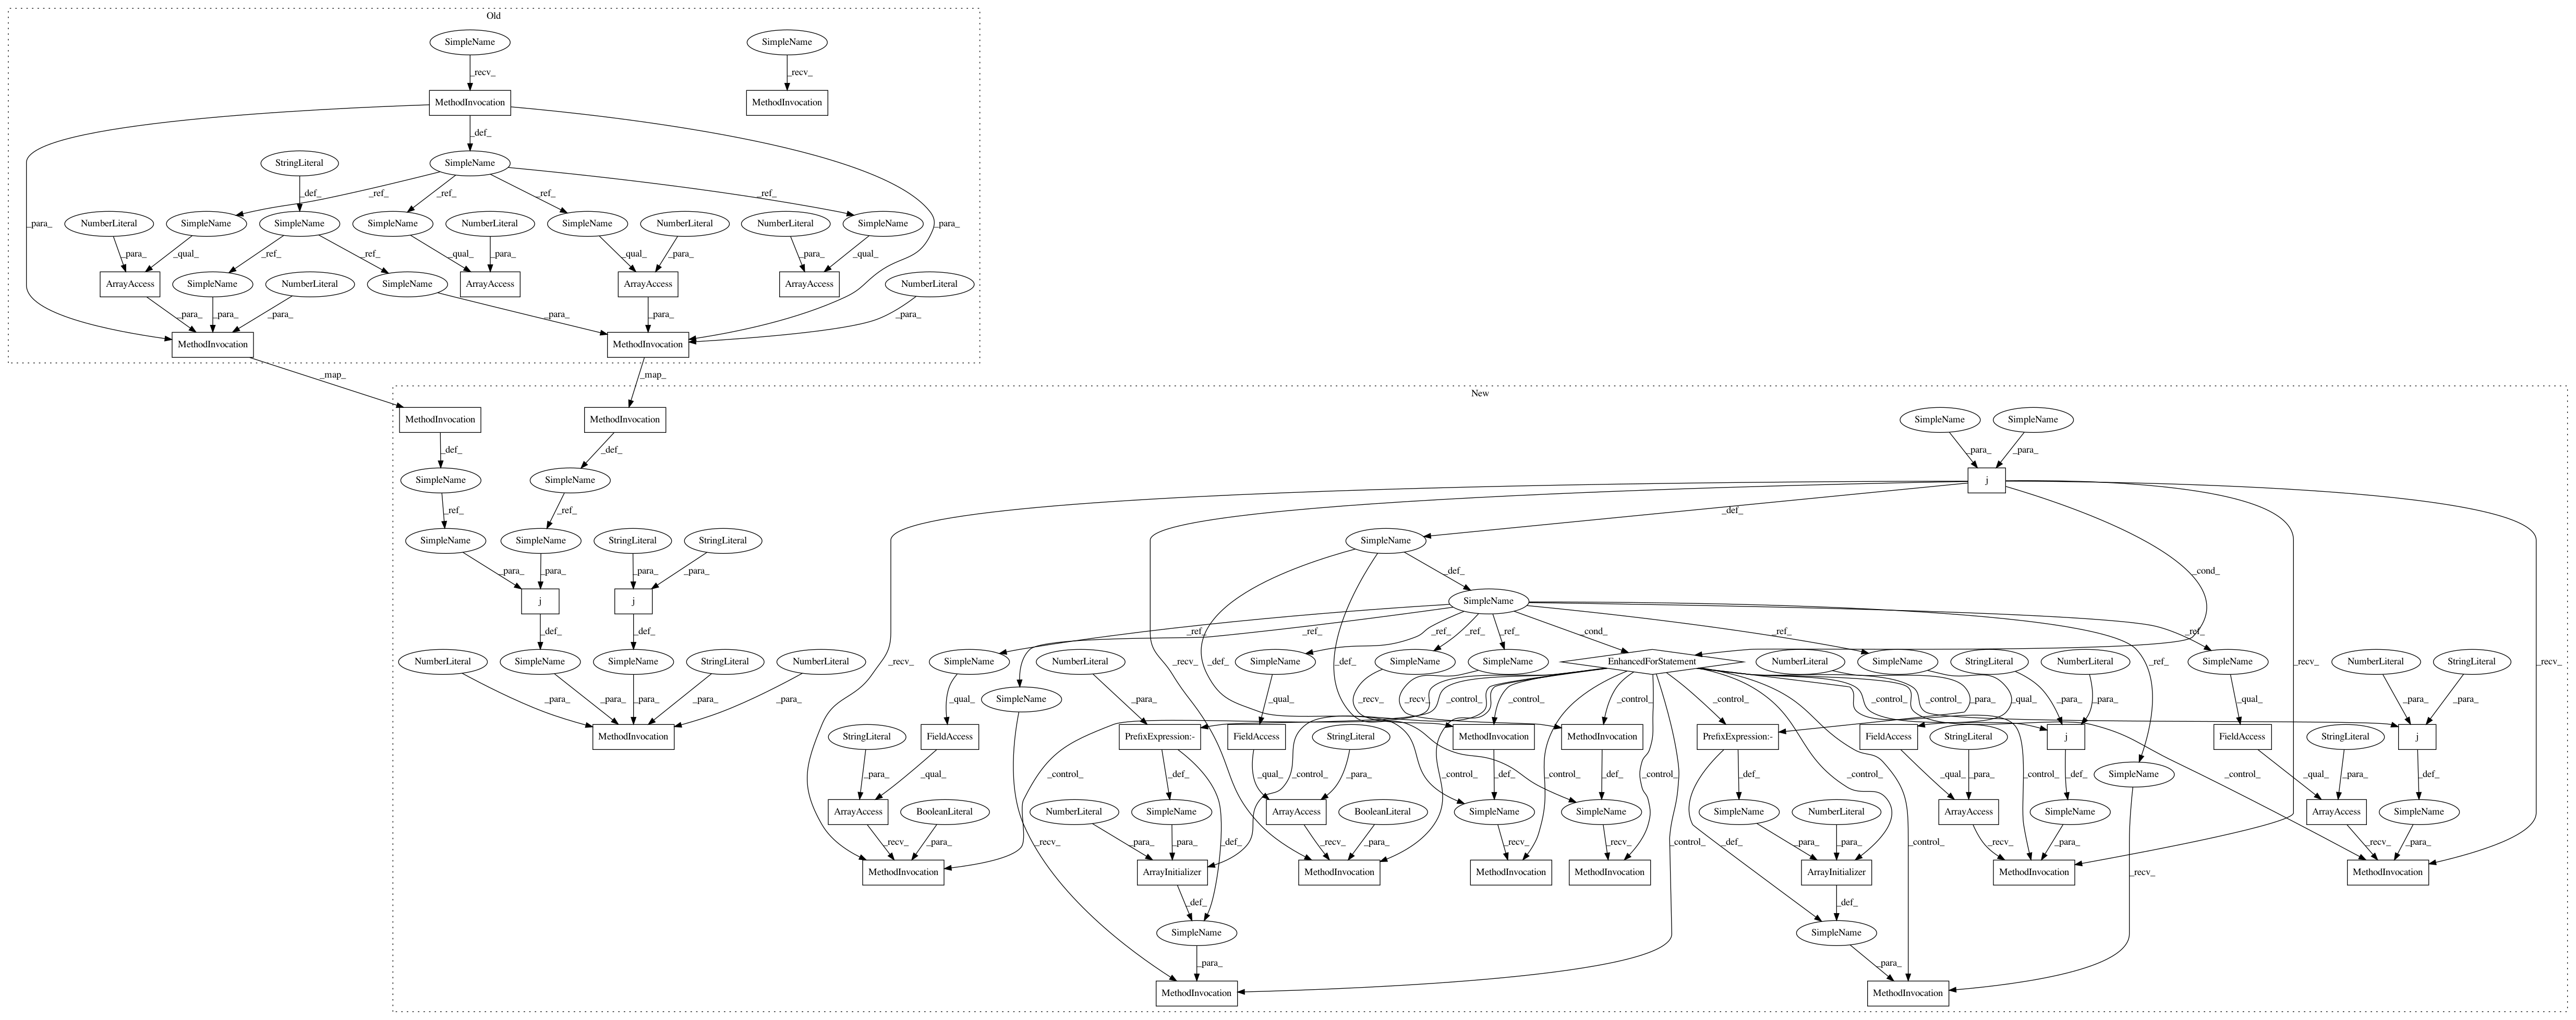 Old
SimpleName
SimpleName
_recv_
_recv_
MethodInvocation
MethodInvocation
_def_
StringLiteral
SimpleName
_def_
_ref_
_ref_
_ref_
_ref_
_para_
NumberLiteral
SimpleName
SimpleName
SimpleName
NumberLiteral
SimpleName
NumberLiteral
NumberLiteral
SimpleName
_para_
_para_
_qual_
_ref_
_ref_
_qual_
_para_
_qual_
_para_
_para_
_qual_
ArrayAccess
SimpleName
NumberLiteral
SimpleName
ArrayAccess
ArrayAccess
ArrayAccess
NumberLiteral
_para_
_para_
_para_
_para_
_para_
_para_
MethodInvocation
MethodInvocation
_map_
_map_
New
MethodInvocation
MethodInvocation
SimpleName
SimpleName
_def_
_def_
_para_
_para_
SimpleName
SimpleName
j
_ref_
_ref_
_def_
SimpleName
SimpleName
StringLiteral
StringLiteral
SimpleName
_para_
_para_
_para_
_para_
_def_
_cond_
j
j
SimpleName
_def_
_def_
_ref_
_ref_
_ref_
_ref_
_ref_
_cond_
_ref_
_ref_
NumberLiteral
SimpleName
SimpleName
StringLiteral
NumberLiteral
_recv_
SimpleName
NumberLiteral
_recv_
SimpleName
_def_
_def_
SimpleName
SimpleName
EnhancedForStatement
NumberLiteral
SimpleName
StringLiteral
NumberLiteral
_ref_
SimpleName
_recv_
NumberLiteral
StringLiteral
_recv_
_para_
_para_
_para_
_para_
_para_
_qual_
SimpleName
_para_
_qual_
_recv_
_recv_
_control_
_control_
_control_
_control_
_control_
_control_
_para_
_qual_
_para_
_para_
_qual_
_para_
_para_
MethodInvocation
StringLiteral
FieldAccess
PrefixExpression:-
FieldAccess
StringLiteral
MethodInvocation
MethodInvocation
PrefixExpression:-
FieldAccess
StringLiteral
j
FieldAccess
StringLiteral
j
_para_
_qual_
_control_
_def_
_control_
_qual_
_para_
_control_
_def_
_control_
_def_
_control_
_def_
_control_
_qual_
_para_
_control_
_def_
SimpleName
_control_
_qual_
_para_
_def_
ArrayAccess
BooleanLiteral
NumberLiteral
SimpleName
ArrayAccess
BooleanLiteral
SimpleName
SimpleName
SimpleName
NumberLiteral
ArrayAccess
SimpleName
ArrayAccess
SimpleName
_recv_
_para_
_recv_
_para_
_para_
_def_
_recv_
_para_
_recv_
_recv_
_control_
_def_
_para_
_para_
_control_
_recv_
_para_
_recv_
_recv_
_para_
MethodInvocation
ArrayInitializer
MethodInvocation
MethodInvocation
MethodInvocation
ArrayInitializer
MethodInvocation
MethodInvocation
_def_
_def_
SimpleName
SimpleName
_para_
_para_
MethodInvocation
MethodInvocation